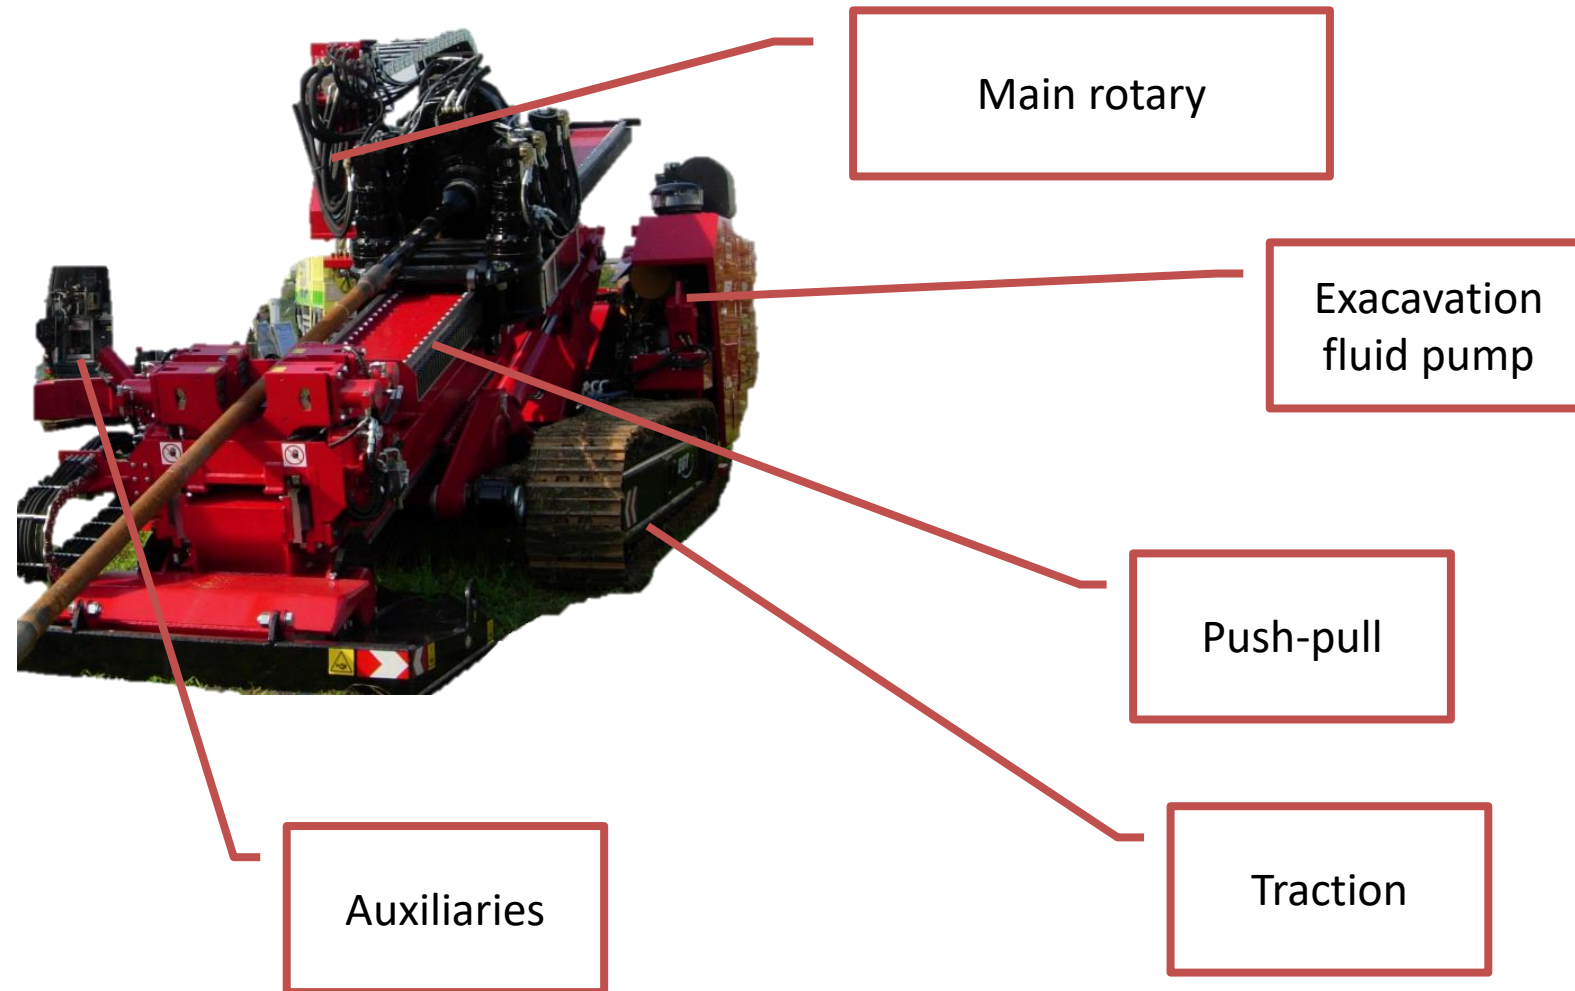 Main rotary
Exacavation
fluid pump
Push-pull
Traction
Auxiliaries